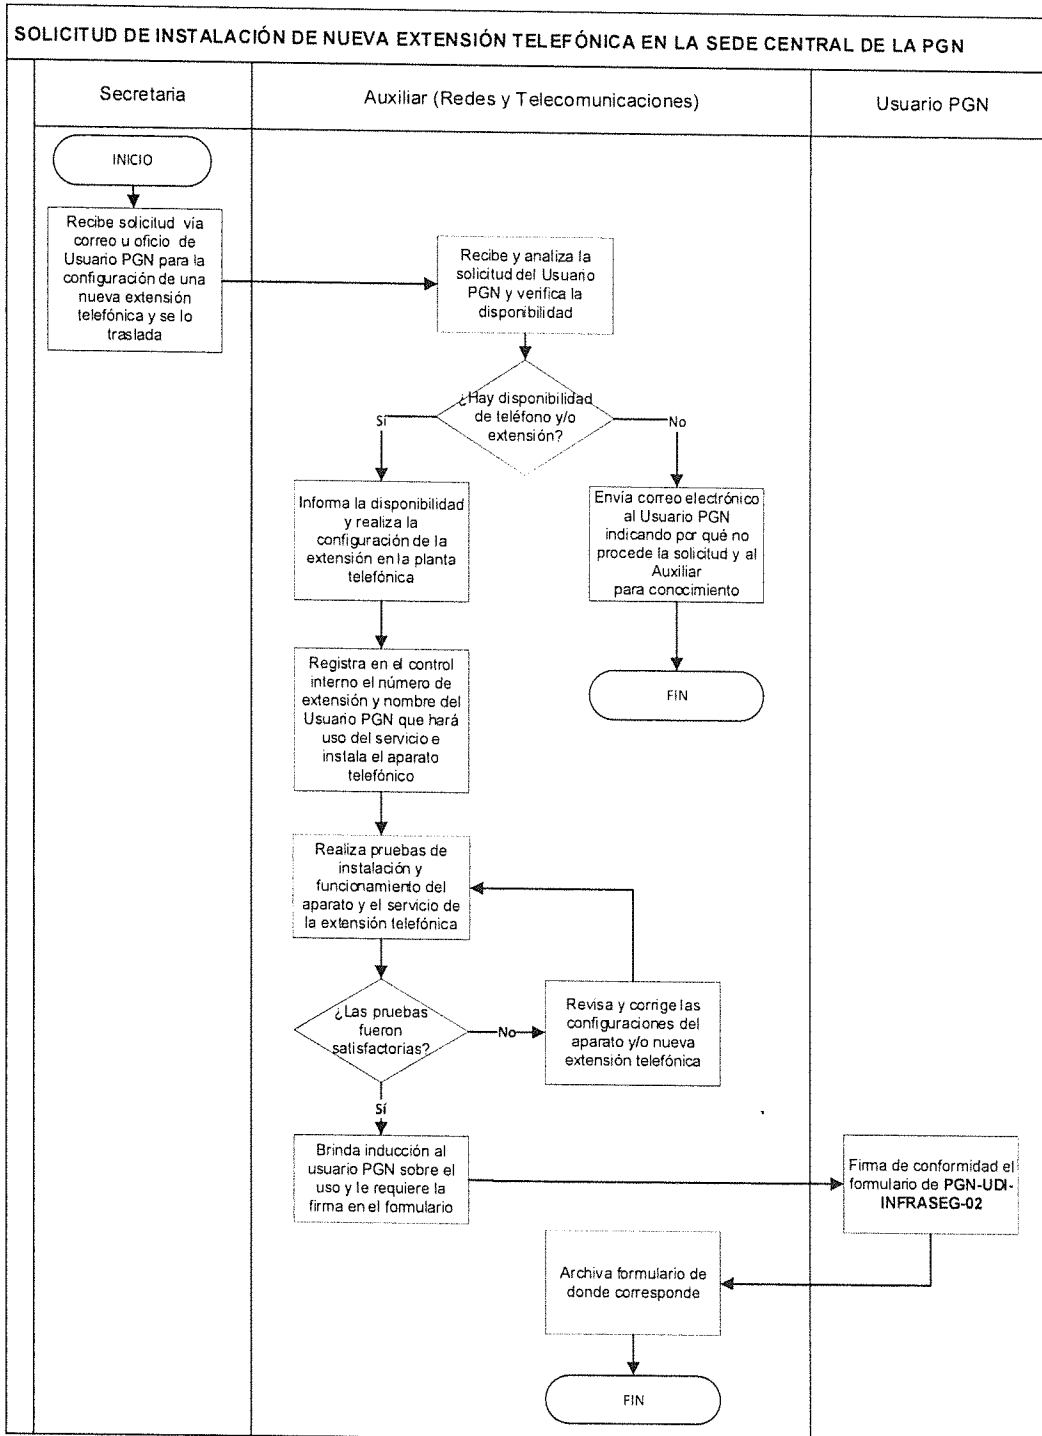 SOLICITUD DE INSTALACIÓN DE NUEVA EXTENSIÓN TELEFÓNICA EN LA SEDE CENTRAL DE LA PGN
Secretaria
Auxiliar (Redes y Telecomunicaciones)
Usuario PGN
INICIO
Recibe solicitud vía
correo u oficio de
Usuario PGN para la
configuración de una
nueva extensión
telefónica y se lo
traslada
Recibe y analiza la
solicitud del Usuario
PGN y verifica la
disponibilidad
¿Hay disponibilidad
de teléfono y/o
extensión?
Sí
No
Informa la disponibilidad
y realiza la
configuración de la
extensión en la planta
telefónica
Envía correo electrónico
al Usuario PGN
indicando por qué no
procede la solicitud y al
Auxiliar
para conocimiento
Registra en el control
interno el número de
extensión y nombre del
Usuario PGN que hará
uso del servicio e
instala el aparato
telefónico
FIN
Realiza pruebas de
instalación y
funcionamiento del
aparato y el servicio de
la extensión telefónica
¿Las pruebas
fueron
satisfactorias?
No
Revisa y corrige las
configuraciones del
aparato y/o nueva
extensión telefónica
Sí
Brinda inducción al
usuario PGN sobre el
uso y le requiere la
firma en el formulario
Firma de conformidad el
formulario de PGN-UDI-
INFRASEG-02
Archiva formulario de
donde corresponde
FIN